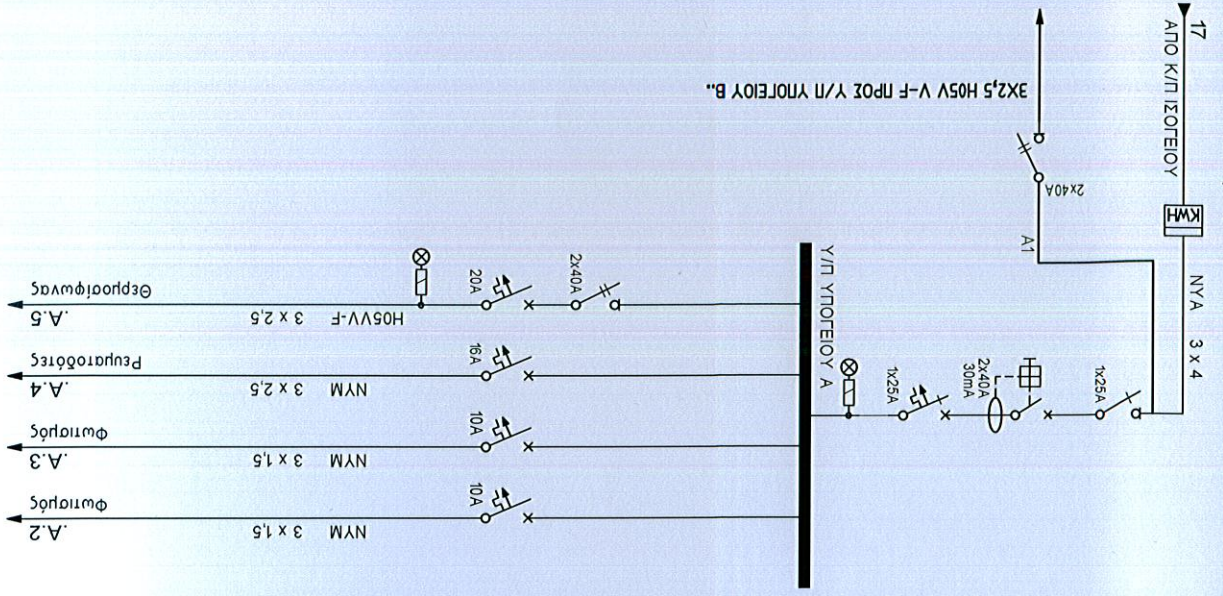 17
ΑΠΟ Κ/Π ΙΣΟΓΕΙΟΥ
KWH
NYA 3 x 4
3X2,5 H05V V-F ΠΡΟΣ Υ/Π ΥΠΟΓΕΙΟΥ Β..
2x40A
A1
1x25A
2x40A
30mA
H
1x25A
Υ/Π ΥΠΟΓΕΙΟΥ Α
2x40A
20A
H05VV-F 3 x 2,5
.A.5
Θερμοσίφωνας
16A
NYM 3 x 2,5
.A.4
Ρευματοδότες
10A
NYM 3 x 1,5
.A.3
Φωτισμός
10A
NYM 3 x 1,5
.A.2
Φωτισμός